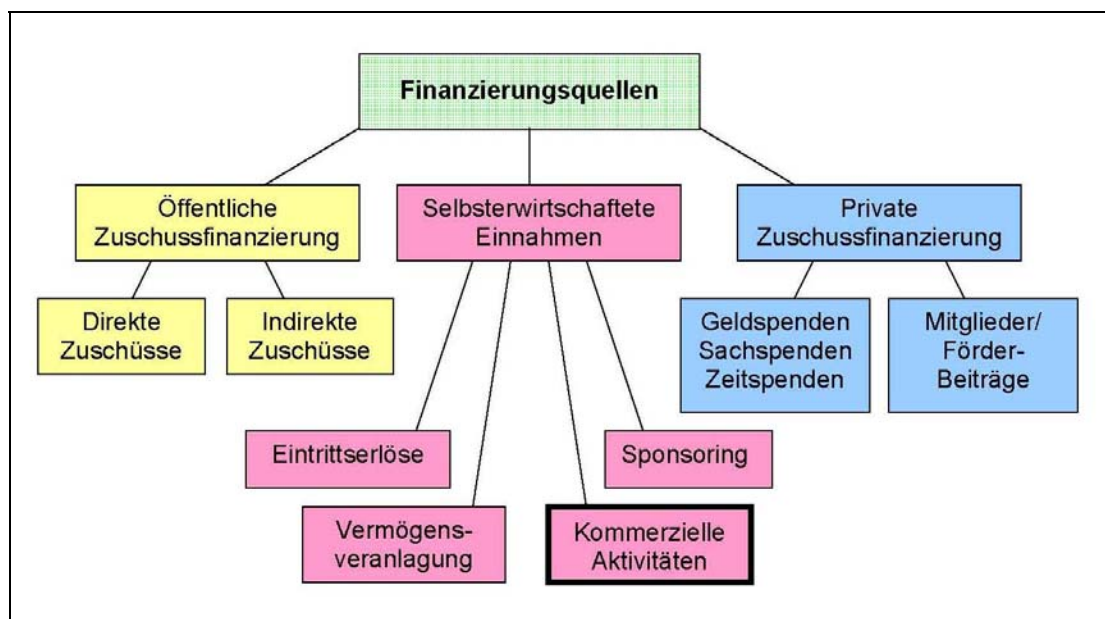 Finanzierungsquellen
Öffentliche
Zuschussfinanzierung
Selbsterwirtschaftete
Einnahmen
Private
Zuschussfinanzierung
Direkte
Zuschüsse
Indirekte
Zuschüsse
Geldspenden
Sachspenden
Zeitspenden
Mitglieder/
Förder-
Beiträge
Eintrittserlöse
Sponsoring
Vermögens-
veranlagung
Kommerzielle
Aktivitäten